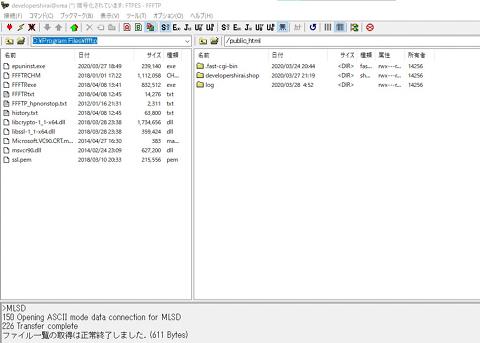 developershirai@vrea (*) 暗号化されています: FTPES - FFFTP
接続(F) コマンド(C) ブックマーク(B) 表示(V) ツール(T) オプション(O) ヘルプ(H)
D:¥Program Files¥ffftp
/public_html
名前 日付 サイズ 種類
epuninst.exe 2020/03/27 18:49 239,140 exe
FFFTP.CHM 2018/01/01 17:22 1,112,058 CH...
FFFTP.exe 2018/04/08 13:41 832,512 exe
FFFTP.txt 2018/04/08 12:45 14,276 txt
FFFTP_hpnonstop.txt 2012/01/16 21:31 2,311 txt
history.txt 2018/04/08 12:45 63,800 txt
libcrypto-1_1-x64.dll 2018/03/28 23:38 1,734,656 dll
libssl-1_1-x64.dll 2018/03/28 23:38 359,424 dll
Microsoft.VC90.CRT.m... 2014/04/27 16:30 383 ma...
msvcr90.dll 2014/02/24 23:09 627,200 dll
ssl.pem 2018/03/10 20:33 215,556 pem
名前 日付 サイズ 種類 属性 所有者
.fast-cgi-bin 2020/03/24 20:44 <DIR> fas... rwx---r... 14256
developershirai.shop 2020/03/27 21:19 <DIR> sh... rwx---r... 14256
log 2020/03/28 4:52 <DIR> rwx---r... 14256
>MLSD
150 Opening ASCII mode data connection for MLSD
226 Transfer complete
ファイル一覧の取得は正常終了しました. (611 Bytes)